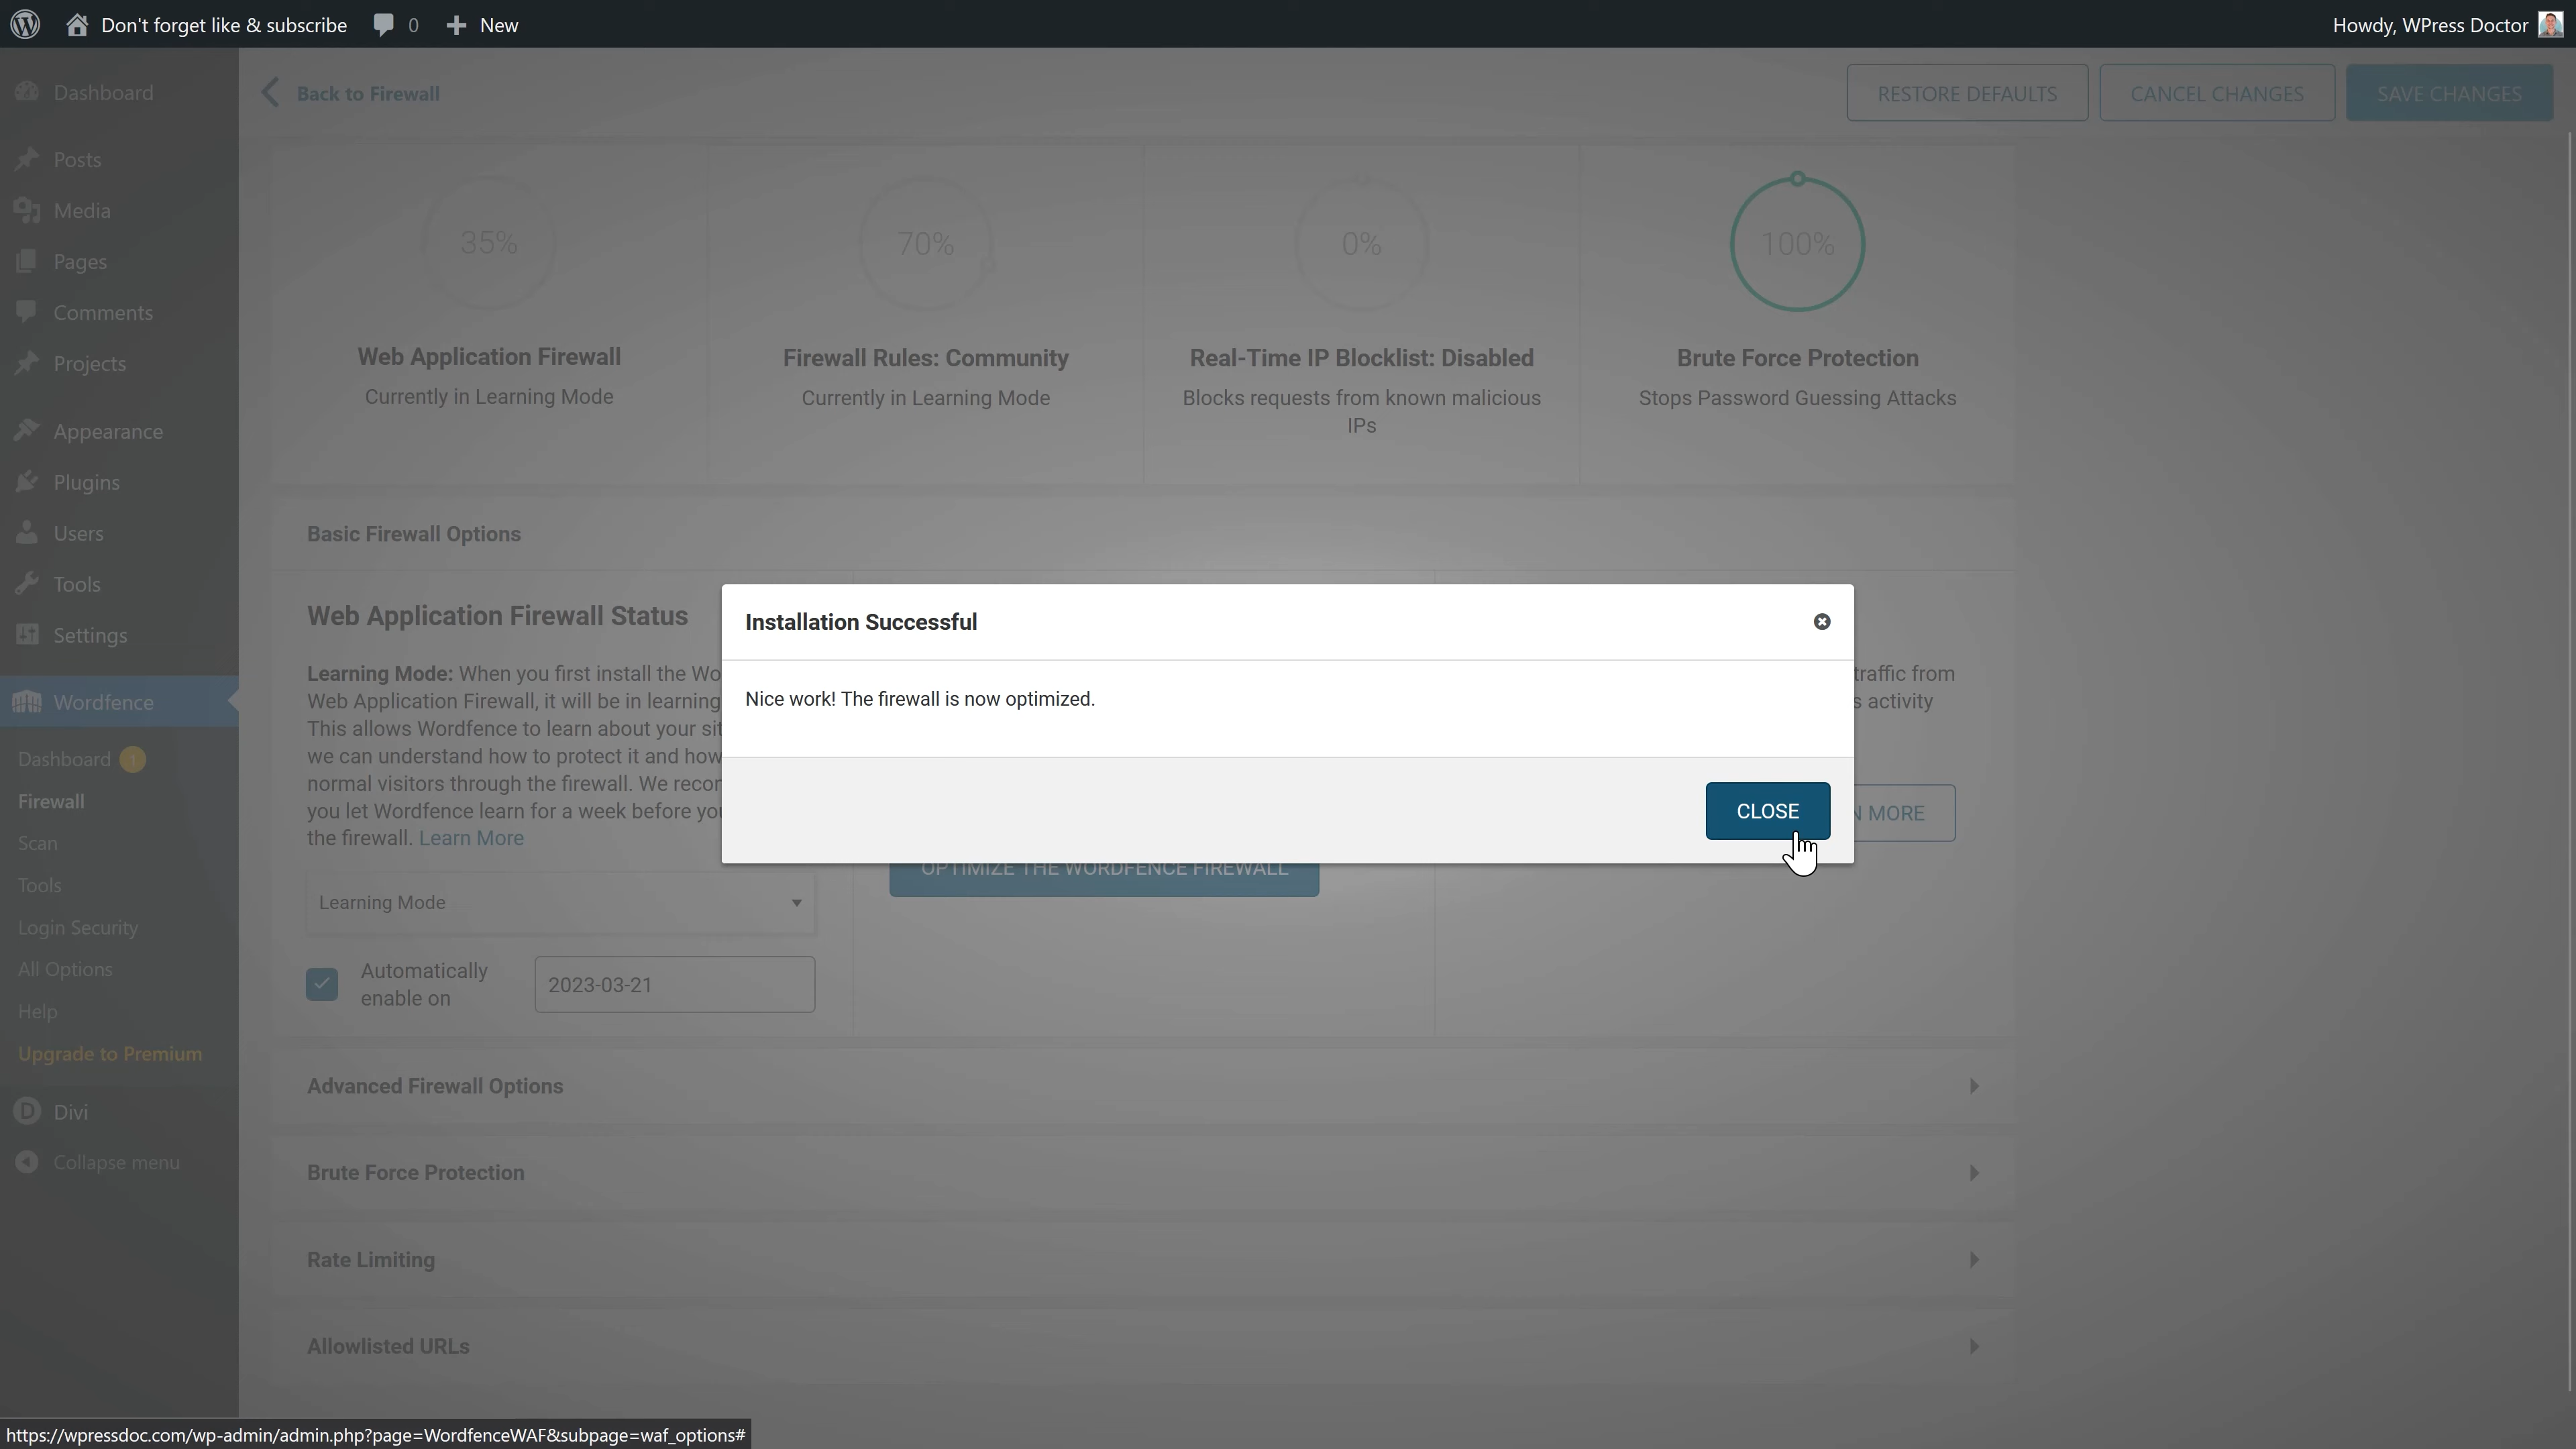 Don't forget like & subscribe
0
New
Howdy, WPress Doctor
Dashboard
Posts
Media
Pages
Comments
Projects
Appearance
Plugins
Users
Tools
Settings
Wordfence
Dashboard 1
Firewall
Scan
Tools
Login Security
All Options
Help
Upgrade to Premium
Divi
Collapse menu
Back to Firewall
RESTORE DEFAULTS
CANCEL CHANGES
SAVE CHANGES
35%
Web Application Firewall
Currently in Learning Mode
70%
Firewall Rules: Community
Currently in Learning Mode
0%
Real-Time IP Blocklist: Disabled
Blocks requests from known malicious
IPs
100%
Brute Force Protection
Stops Password Guessing Attacks
Basic Firewall Options
Web Application Firewall Status
Learning Mode: When you first install the Wo
Web Application Firewall, it will be in learning
This allows Wordfence to learn about your sit
we can understand how to protect it and how
normal visitors through the firewall. We recor
you let Wordfence learn for a week before you
the firewall. Learn More
Learning Mode
Automatically
enable on
2023-03-21
Installation Successful
Nice work! The firewall is now optimized.
CLOSE
OPTIMIZE THE WORDFENCE FIREWALL
traffic from
s activity
N MORE
Advanced Firewall Options
Brute Force Protection
Rate Limiting
Allowlisted URLs
https://wpressdoc.com/wp-admin/admin.php?page=WordfenceWAF&subpage=waf_options#